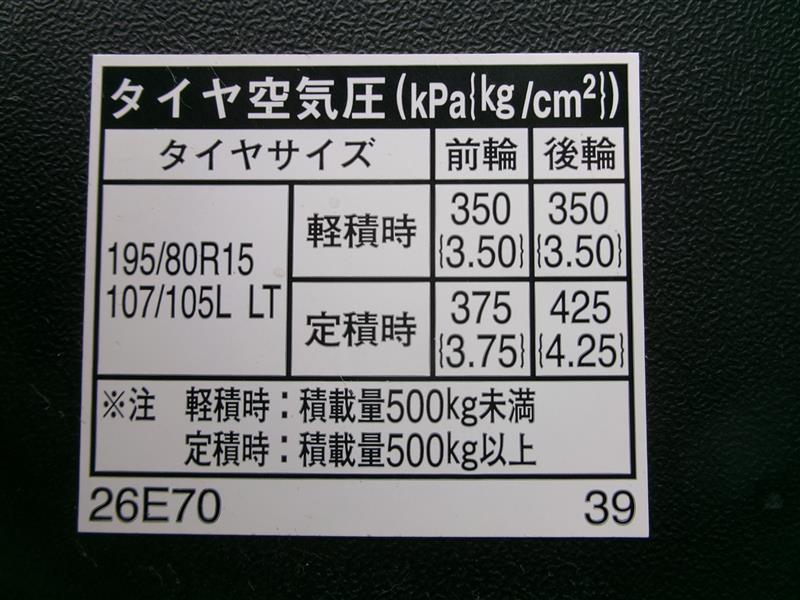 タイヤ空気圧(kPa{kg/cm²})
タイヤサイズ 前輪 後輪
195/80R15
107/105L LT
軽積時 350 {3.50} 350 {3.50}
定積時 375 {3.75} 425 {4.25}
※注 軽積時：積載量500kg未満
定積時：積載量500kg以上
26E70 39